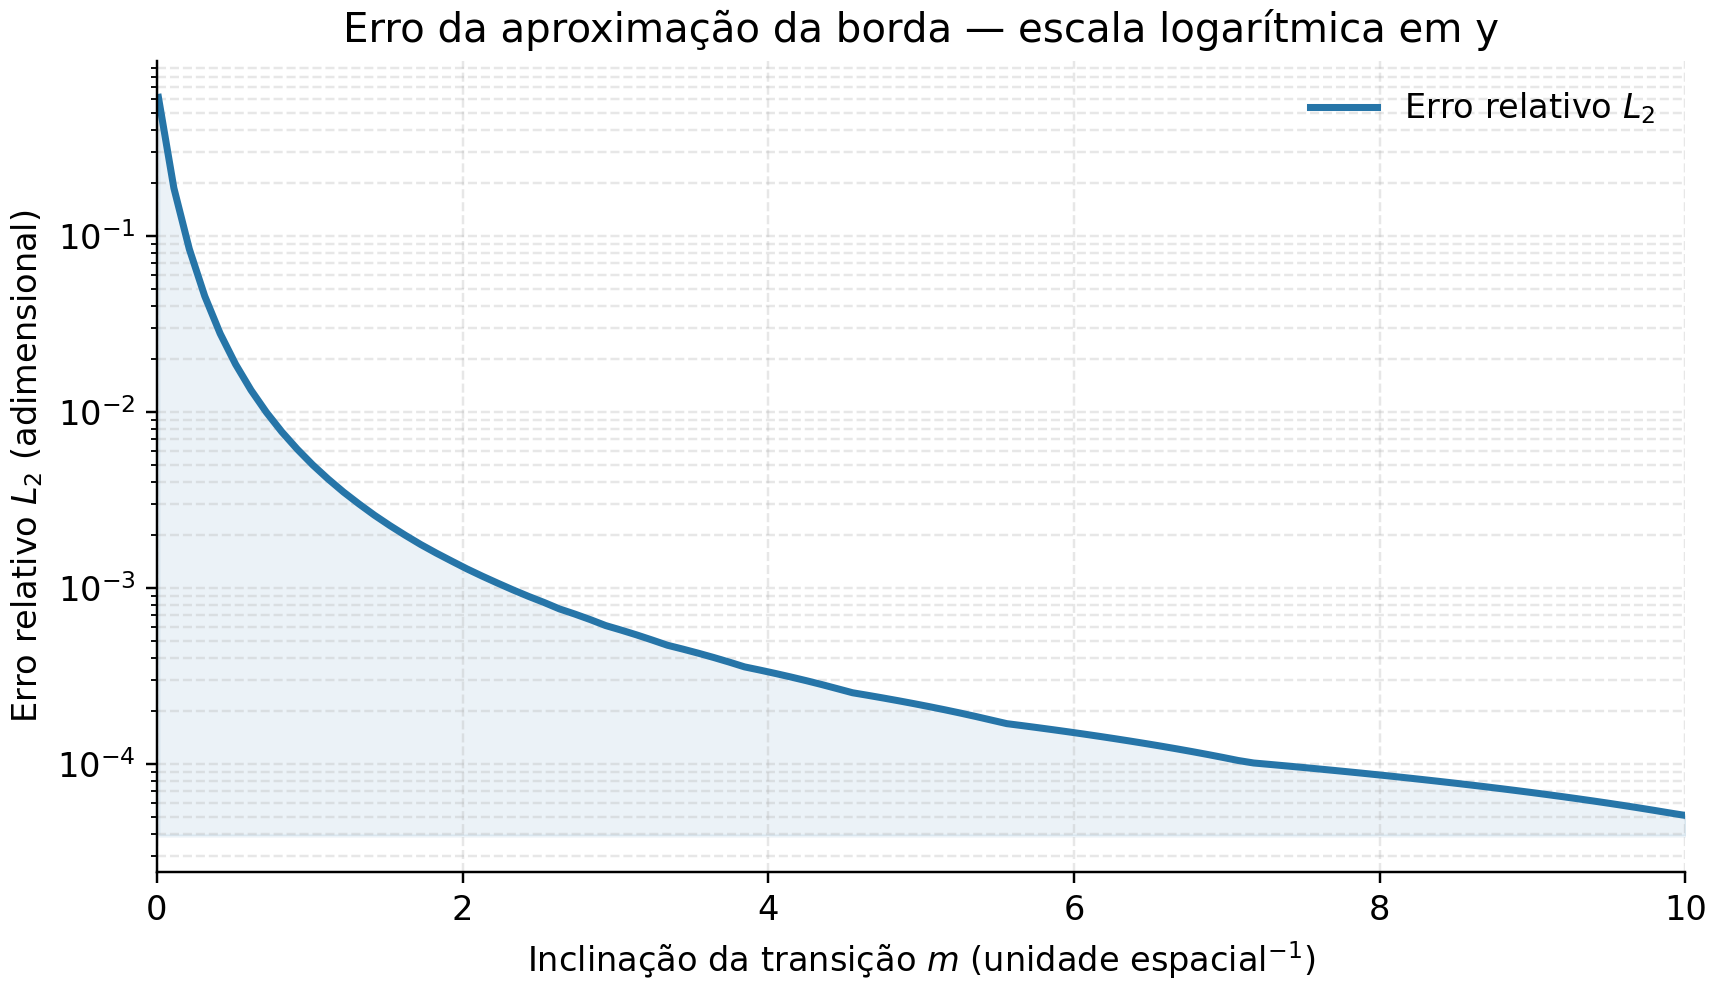 Erro da aproximação da borda — escala logarítmica em y
Erro relativo L₂
Erro relativo L₂ (adimensional)
10⁻¹
10⁻²
10⁻³
10⁻⁴
0 2 4 6 8 10
Inclinação da transição m (unidade espacial⁻¹)